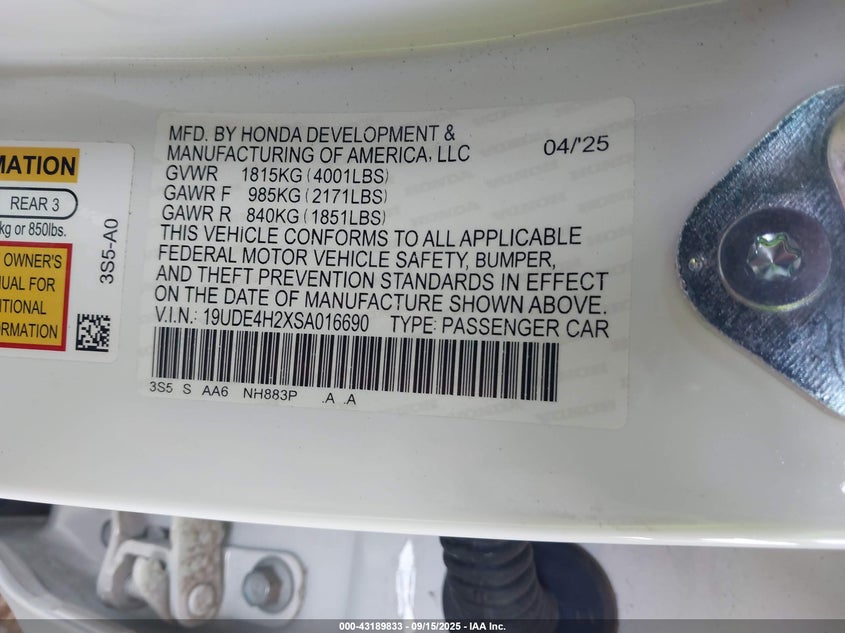 MATION
REAR 3
kg or 850lbs.
OWNER'S
UAL FOR
ITIONAL
ORMATION
3S5-A0
MFD. BY HONDA DEVELOPMENT &
MANUFACTURING OF AMERICA, LLC 04/'25
GVWR 1815KG (4001LBS)
GAWR F 985KG (2171LBS)
GAWR R 840KG (1851LBS)
THIS VEHICLE CONFORMS TO ALL APPLICABLE
FEDERAL MOTOR VEHICLE SAFETY, BUMPER,
AND THEFT PREVENTION STANDARDS IN EFFECT
ON THE DATE OF MANUFACTURE SHOWN ABOVE.
V.I.N.: 19UDE4H2XSA016690 TYPE: PASSENGER CAR
3S5 S AA6 NH883P .A .A
000-43189833 - 09/15/2025 - IAA Inc.